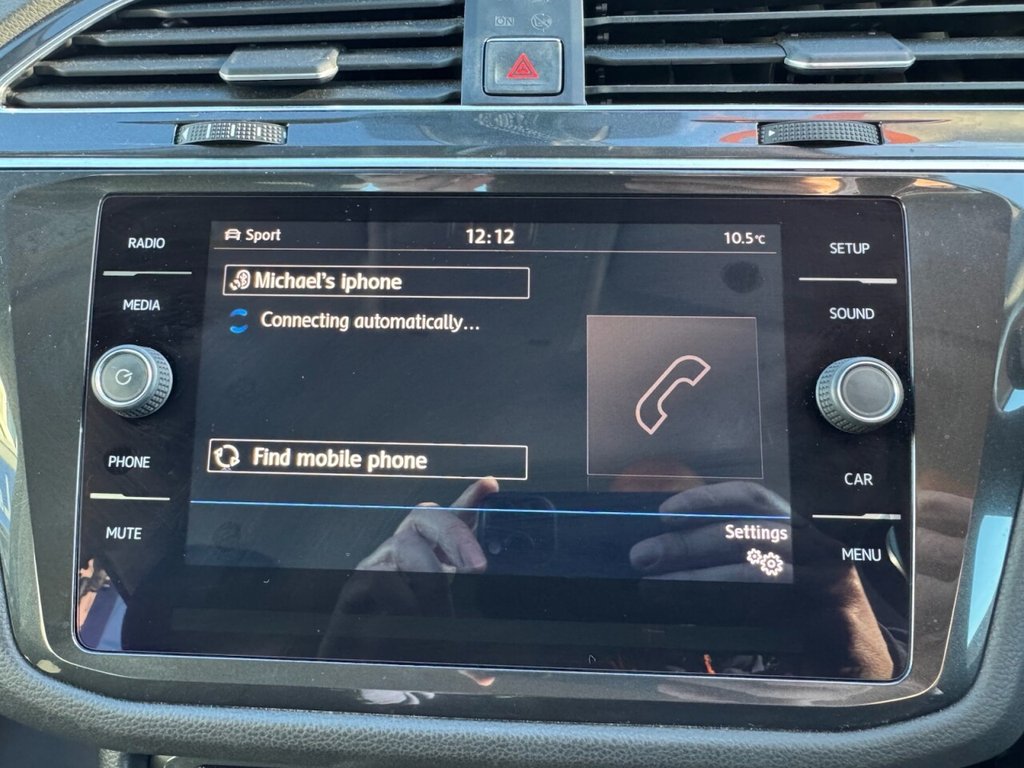 ON
RADIO
MEDIA
PHONE
MUTE
Sport
12:12
10.5°C
Michael's iphone
Connecting automatically...
Find mobile phone
Settings
SETUP
SOUND
CAR
MENU